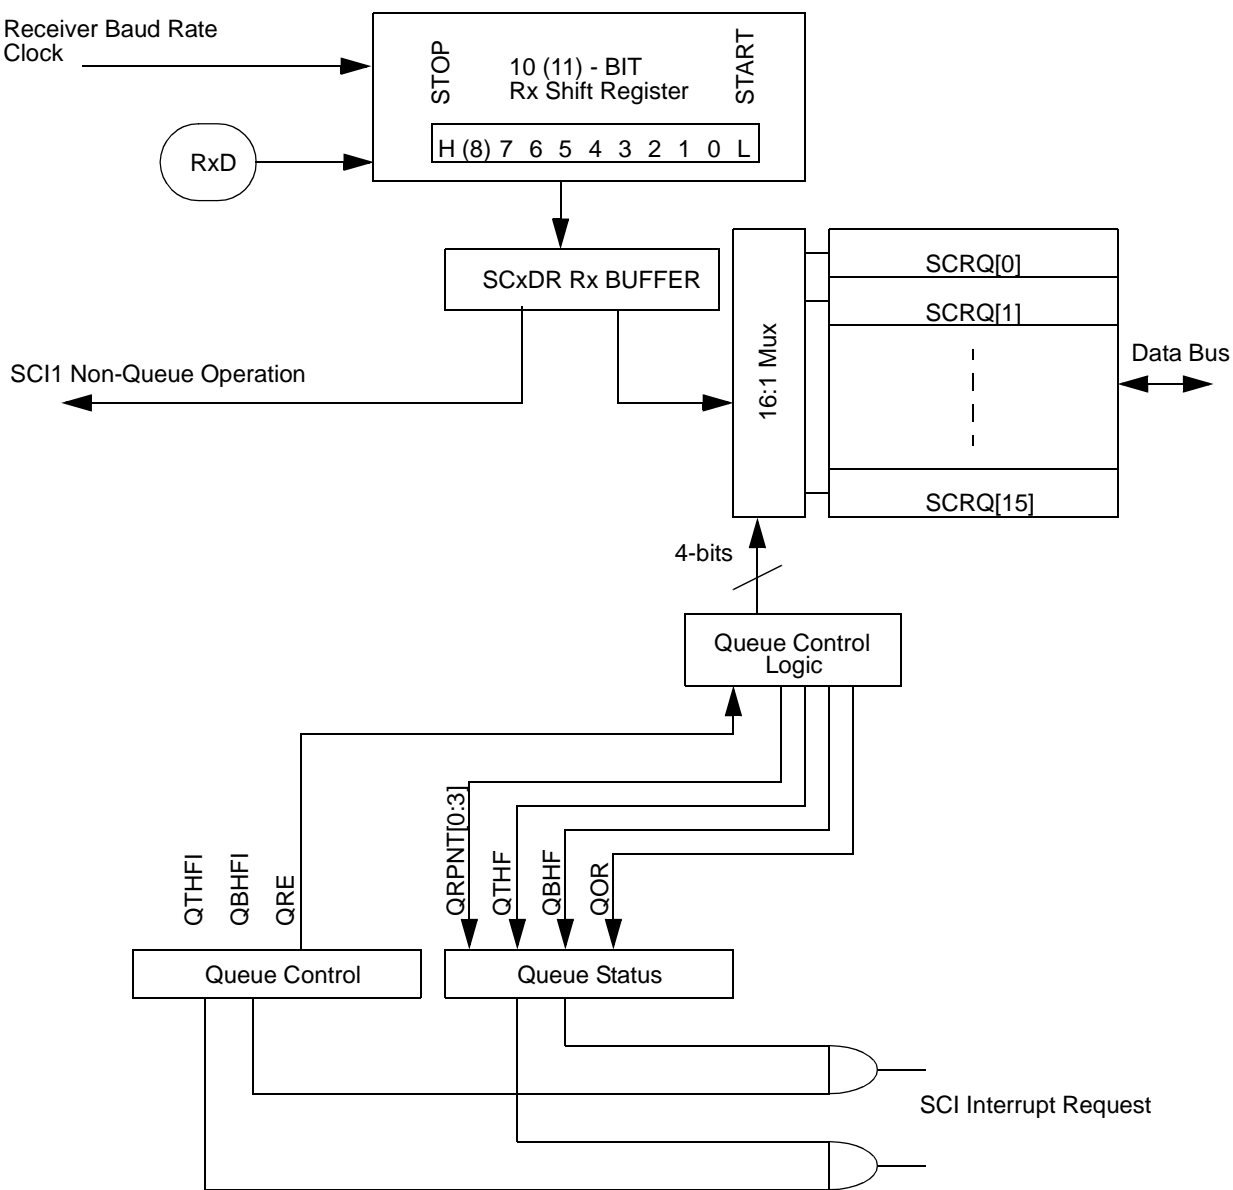 Receiver Baud Rate
Clock
STOP
10 (11) - BIT
Rx Shift Register
START
H (8) 7 6 5 4 3 2 1 0 L
RxD
SCxDR Rx BUFFER
16:1 Mux
SCRQ[0]
SCRQ[1]
SCRQ[15]
Data Bus
SCI1 Non-Queue Operation
4-bits
Queue Control
Logic
QTHFI
QBHFI
QRE
QRPNT[0:3]
QTHF
QBHF
QOR
Queue Control
Queue Status
SCI Interrupt Request